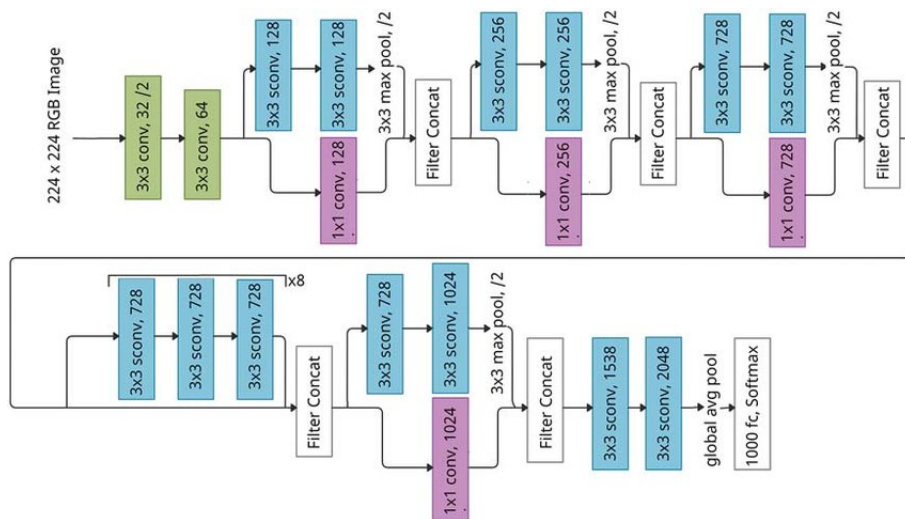 224 x 224 RGB Image
3x3 conv, 32 /2
3x3 conv, 64
3x3 sconv, 128
3x3 sconv, 128
3x3 max pool, /2
1x1 conv, 128
Filter Concat
3x3 sconv, 256
3x3 sconv, 256
3x3 max pool, /2
1x1 conv, 256
Filter Concat
3x3 sconv, 728
3x3 sconv, 728
3x3 max pool, /2
1x1 conv, 728
Filter Concat
3x3 sconv, 728
3x3 sconv, 728
3x3 sconv, 728
x8
Filter Concat
3x3 sconv, 728
3x3 sconv, 1024
3x3 max pool, /2
1x1 conv, 1024
Filter Concat
3x3 sconv, 1538
3x3 sconv, 2048
global avg pool
1000 fc, Softmax